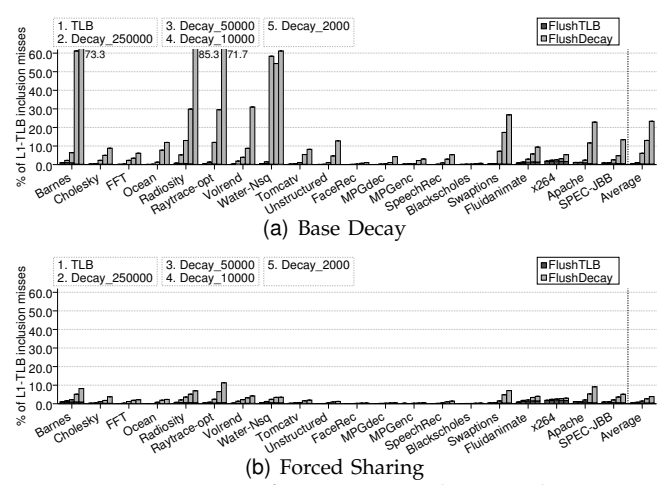 1. TLB 3. Decay_50000 5. Decay_2000
2. Decay_250000 4. Decay_10000
FlushTLB
FlushDecay
% of L1-TLB inclusion misses
60.0
50.0
40.0
30.0
20.0
10.0
0.0
73.3 85.3 71.7
Barnes Cholesky FFT Ocean Radiosity Raytrace-opt Volrend Water-Nsq Tomcatv Unstructured FaceRec MPGdec MPGenc SpeechRec Blackscholes Swaptions Fluidanimate x264 Apache SPEC-JBB Average
(a) Base Decay
1. TLB 3. Decay_50000 5. Decay_2000
2. Decay_250000 4. Decay_10000
FlushTLB
FlushDecay
% of L1-TLB inclusion misses
60.0
50.0
40.0
30.0
20.0
10.0
0.0
Barnes Cholesky FFT Ocean Radiosity Raytrace-opt Volrend Water-Nsq Tomcatv Unstructured FaceRec MPGdec MPGenc SpeechRec Blackscholes Swaptions Fluidanimate x264 Apache SPEC-JBB Average
(b) Forced Sharing